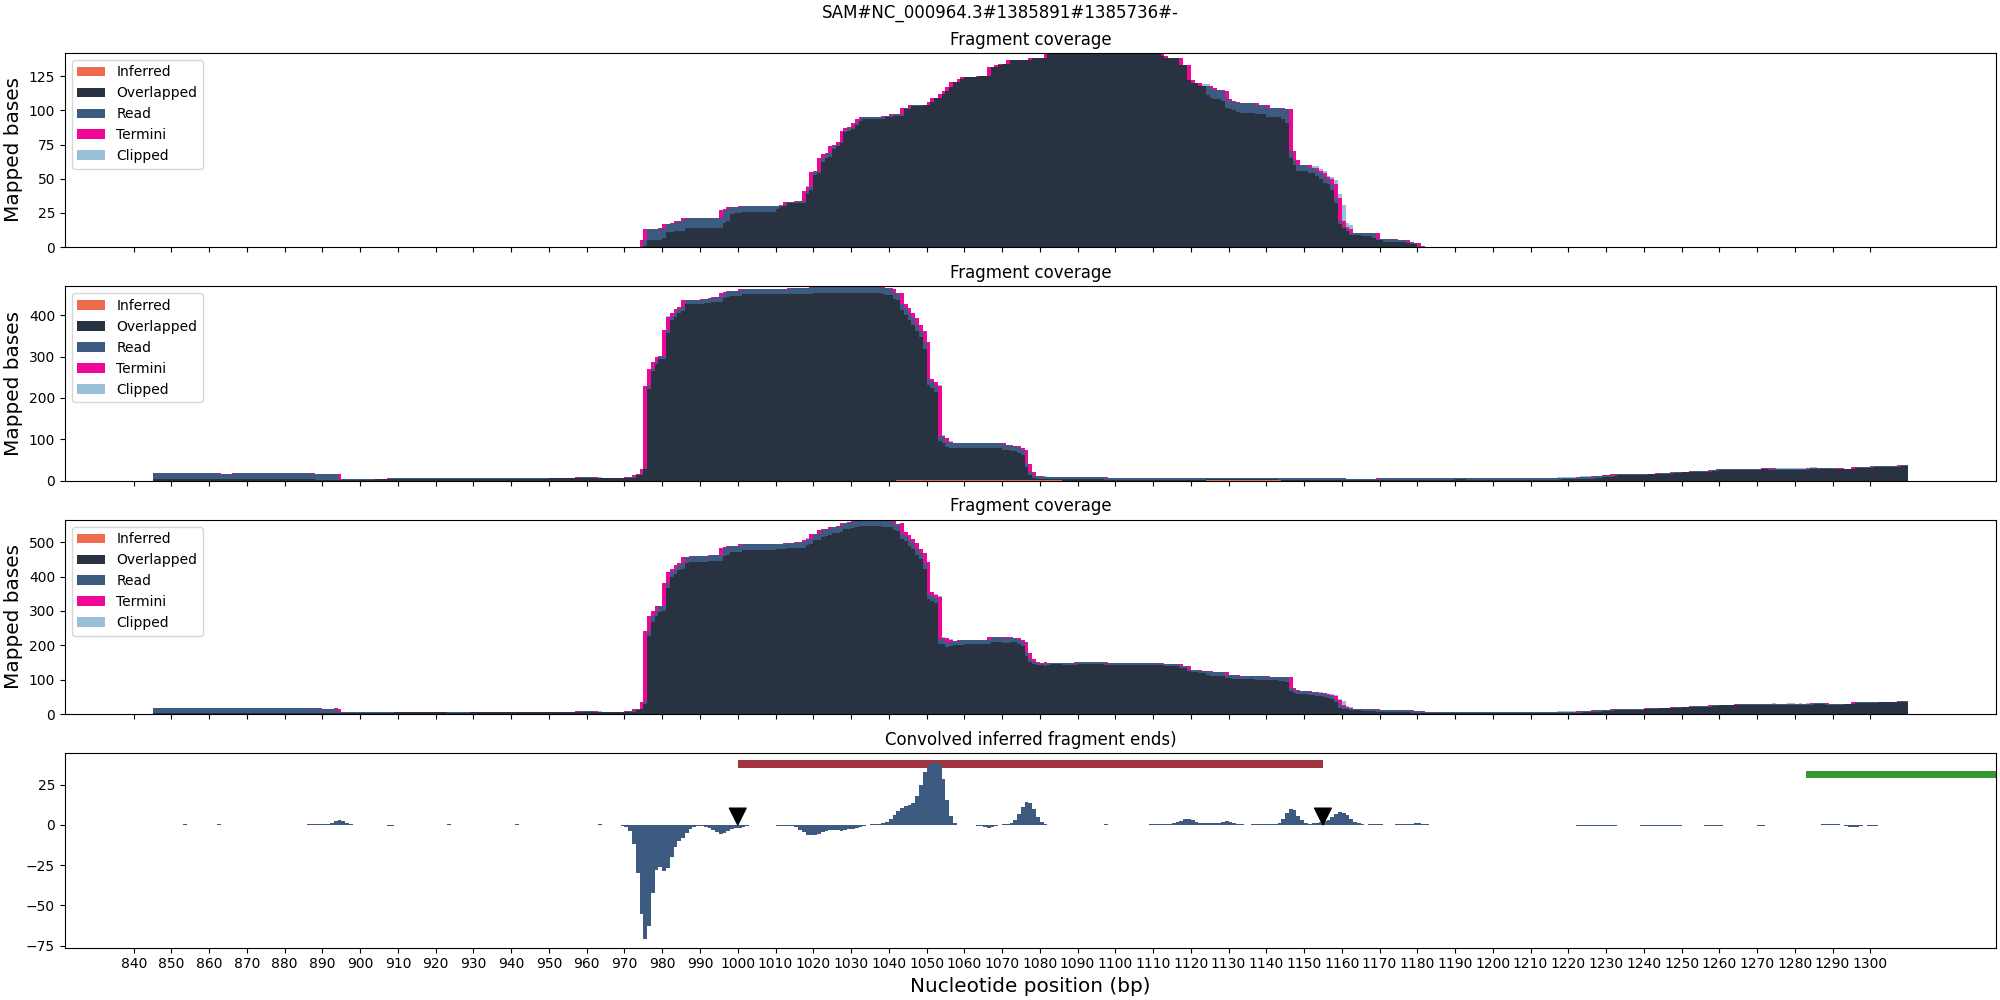 SAM#NC_000964.3#1385891#1385736#-
Fragment coverage
Mapped bases
125
100
75
50
25
0
Inferred
Overlapped
Read
Termini
Clipped
Fragment coverage
Mapped bases
400
300
200
100
0
Inferred
Overlapped
Read
Termini
Clipped
Fragment coverage
Mapped bases
500
400
300
200
100
0
Inferred
Overlapped
Read
Termini
Clipped
Convolved inferred fragment ends)
25
0
−25
−50
−75
840 850 860 870 880 890 900 910 920 930 940 950 960 970 980 990 1000 1010 1020 1030 1040 1050 1060 1070 1080 1090 1100 1110 1120 1130 1140 1150 1160 1170 1180 1190 1200 1210 1220 1230 1240 1250 1260 1270 1280 1290 1300
Nucleotide position (bp)